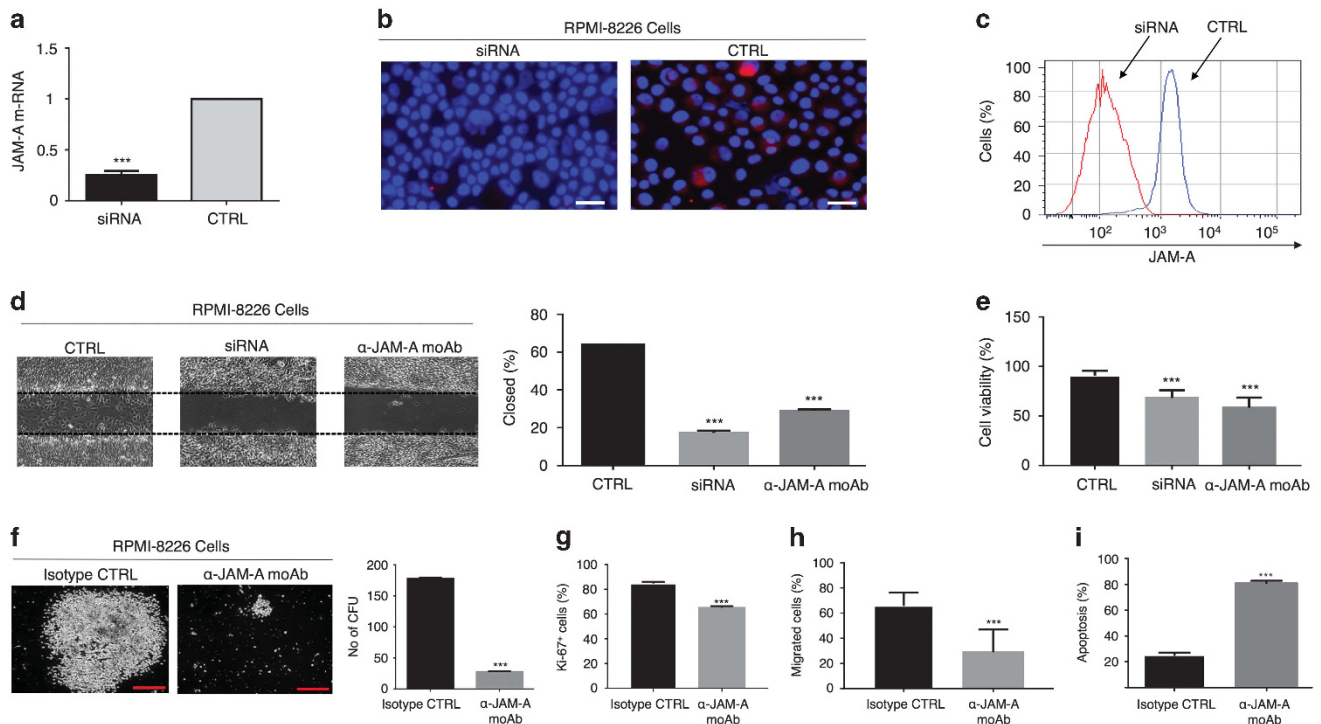 a
JAM-A m-RNA
1.5
1
0.5
0
***
siRNA
CTRL
b
RPMI-8226 Cells
siRNA
CTRL
c
siRNA
CTRL
Cells (%)
100
80
60
40
20
0
10²
10³
10⁴
10⁵
JAM-A
d
RPMI-8226 Cells
CTRL
siRNA
α-JAM-A moAb
Closed (%)
80
60
40
20
0
***
***
CTRL
siRNA
α-JAM-A moAb
e
Cell viability (%)
150
100
50
0
***
***
CTRL
siRNA
α-JAM-A moAb
f
RPMI-8226 Cells
Isotype CTRL
α-JAM-A moAb
No of CFU
200
150
100
50
0
***
Isotype CTRL
α-JAM-A
moAb
g
Ki-67⁺ cells (%)
100
80
60
40
20
***
Isotype CTRL
α-JAM-A
moAb
h
Migrated cells (%)
100
80
60
40
20
***
Isotype CTRL
α-JAM-A
moAb
i
Apoptosis (%)
100
80
60
40
20
***
Isotype CTRL
α-JAM-A
moAb